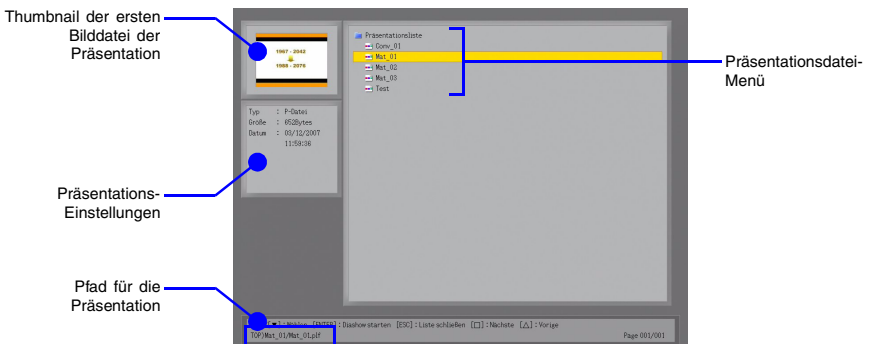 Thumbnail der ersten
Bilddatei der
Präsentation
1967 - 2042
1988 - 2076
Präsentationsliste
Conv_01
Mat_01
Mat_02
Mat_03
Test
Präsentationsdatei-
Menü
Typ : P-Datei
Größe : 652Bytes
Datum : 03/12/2007
11:59:36
Präsentations-
Einstellungen
Pfad für die
Präsentation
[▼]:Wählen [ENTER]:Diashow starten [ESC]:Liste schließen [□]:Nächste [△]:Vorige
TOP)Mat_01/Mat_01.plf Page 001/001